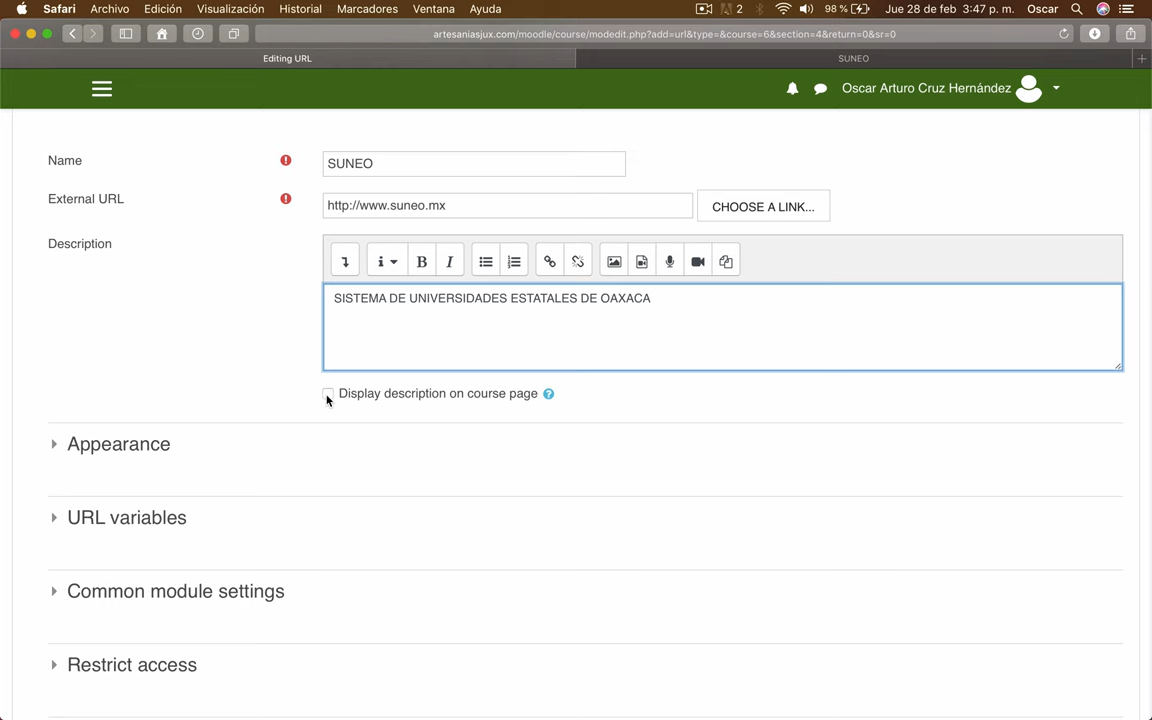 Safari Archivo Edición Visualización Historial Marcadores Ventana Ayuda 2 98 % Jue 28 de feb 3:47 p. m. Oscar
artesaniasjux.com/moodle/course/modedit.php?add=url&type=&course=6&section=4&return=0&sr=0
Editing URL SUNEO
Oscar Arturo Cruz Hernández
Name SUNEO
External URL http://www.suneo.mx CHOOSE A LINK...
Description
i B I
SISTEMA DE UNIVERSIDADES ESTATALES DE OAXACA
Display description on course page ?
Appearance
URL variables
Common module settings
Restrict access